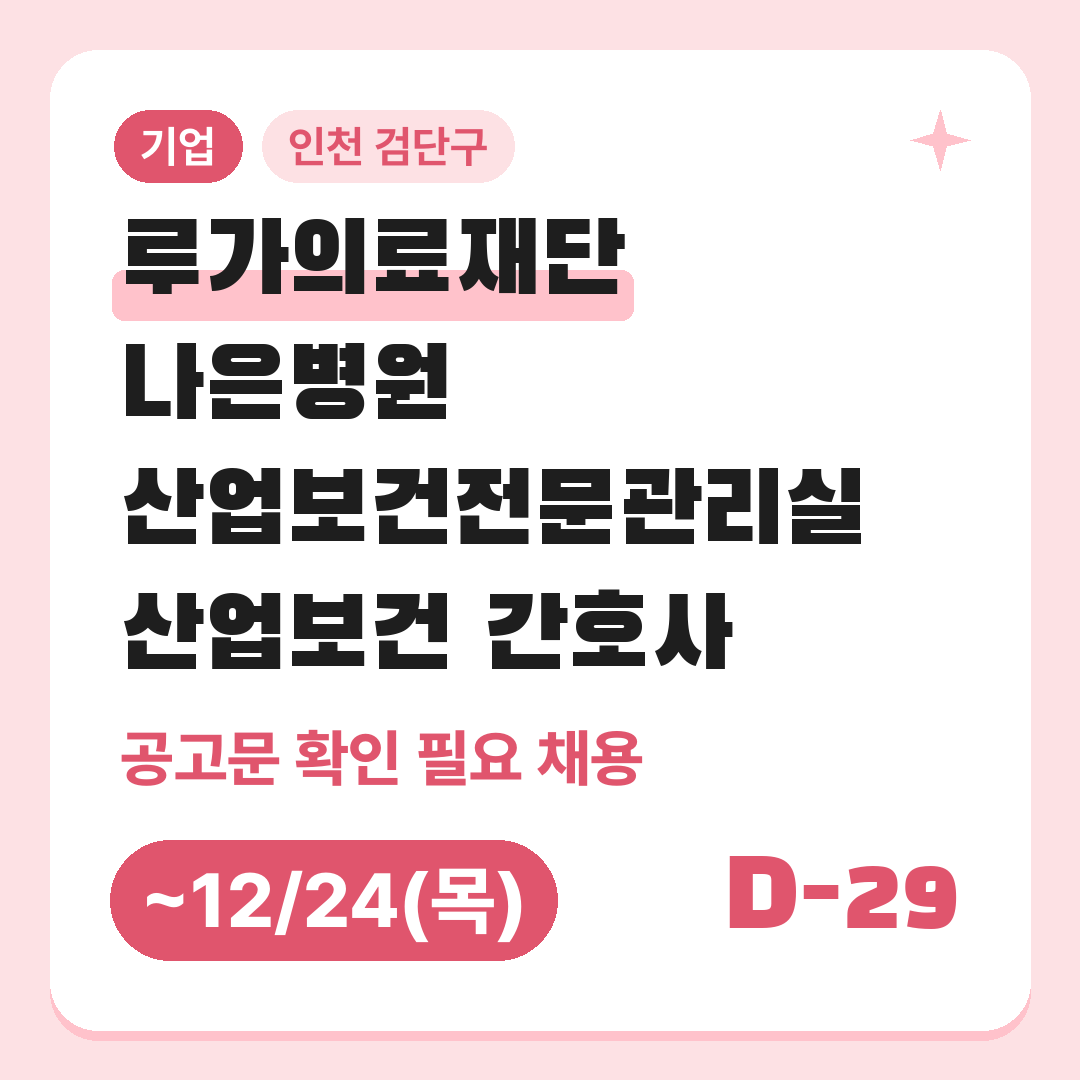 기업 인천 검단구
루가의료재단
나은병원
산업보건전문관리실
산업보건 간호사
공고문 확인 필요 채용
~12/24(목) D-29